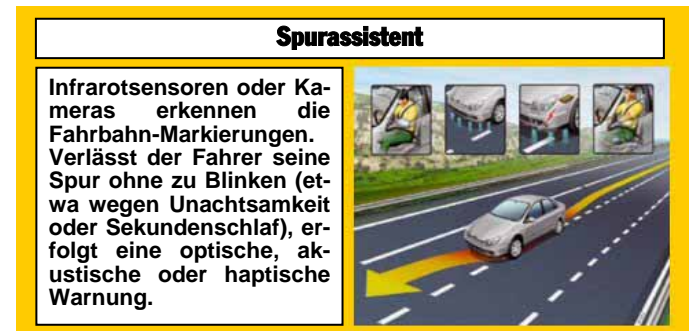 Spurassistent
Infrarotsensoren oder Ka-
meras erkennen die
Fahrbahn-Markierungen.
Verlässt der Fahrer seine
Spur ohne zu Blinken (et-
wa wegen Unachtsamkeit
oder Sekundenschlaf), er-
folgt eine optische, ak-
ustische oder haptische
Warnung.